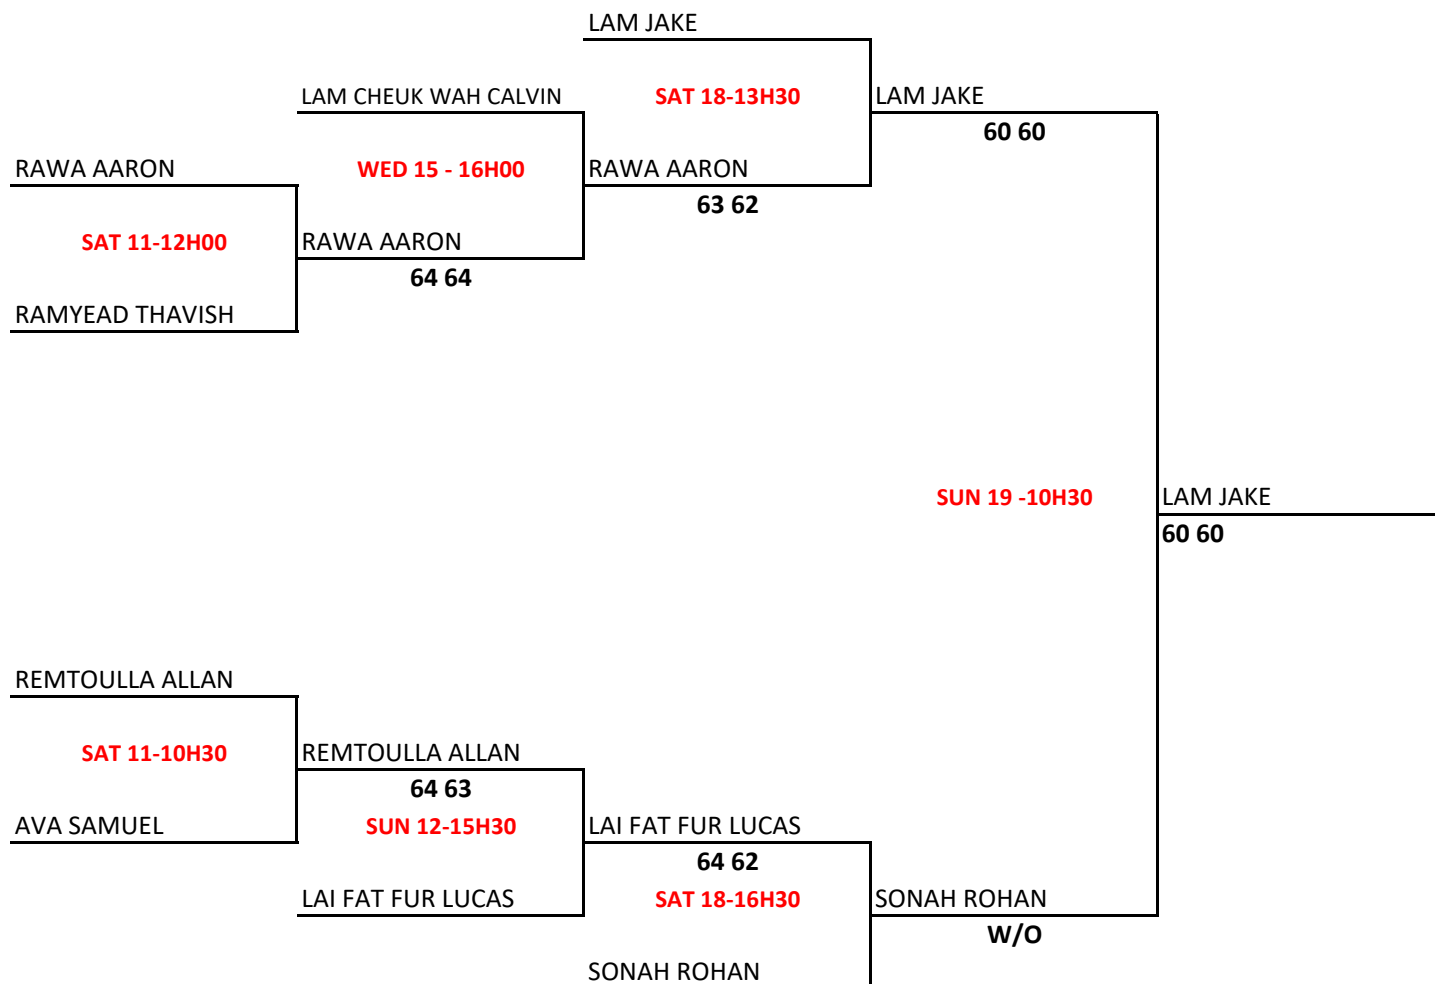 LAM JAKE
LAM CHEUK WAH CALVIN
SAT 18-13H30
LAM JAKE
60 60
RAWA AARON
WED 15 - 16H00
RAWA AARON
63 62
SAT 11-12H00
RAWA AARON
64 64
RAMYEAD THAVISH
SUN 19 -10H30
LAM JAKE
60 60
REMTOULLA ALLAN
SAT 11-10H30
REMTOULLA ALLAN
64 63
AVA SAMUEL
SUN 12-15H30
LAI FAT FUR LUCAS
64 62
LAI FAT FUR LUCAS
SAT 18-16H30
SONAH ROHAN
W/O
SONAH ROHAN